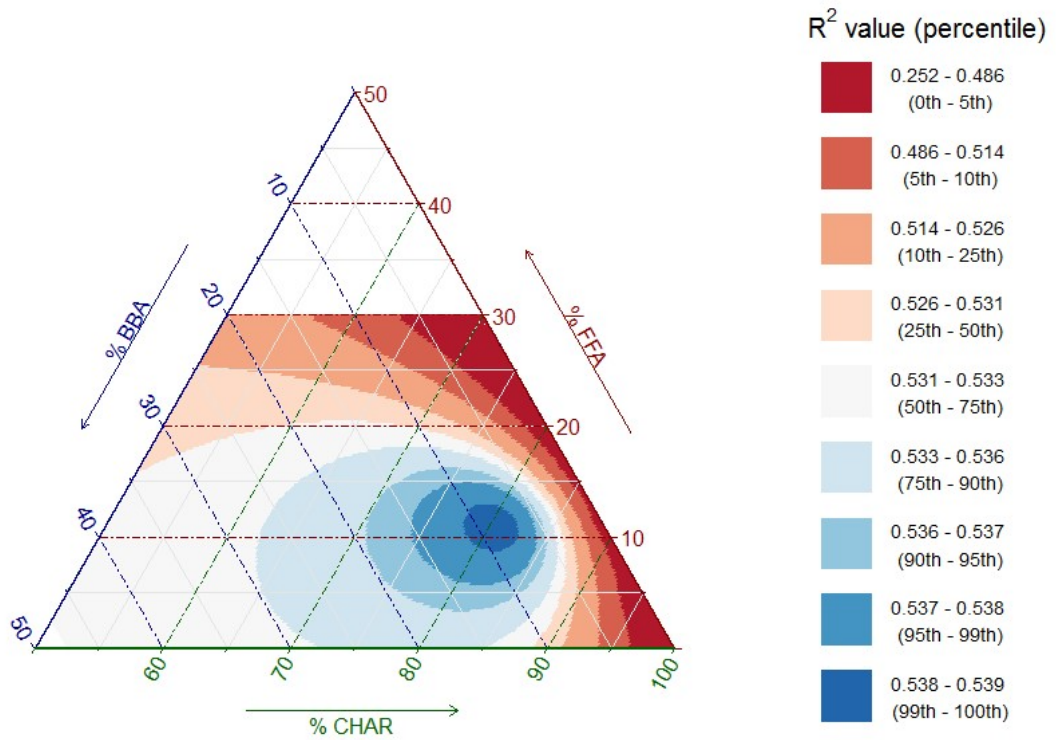 R² value (percentile)
0.252 - 0.486
(0th - 5th)
0.486 - 0.514
(5th - 10th)
0.514 - 0.526
(10th - 25th)
0.526 - 0.531
(25th - 50th)
0.531 - 0.533
(50th - 75th)
0.533 - 0.536
(75th - 90th)
0.536 - 0.537
(90th - 95th)
0.537 - 0.538
(95th - 99th)
0.538 - 0.539
(99th - 100th)
% BBA
10
20
30
40
50
% FFA
50
40
30
20
10
60
70
80
90
100
% CHAR